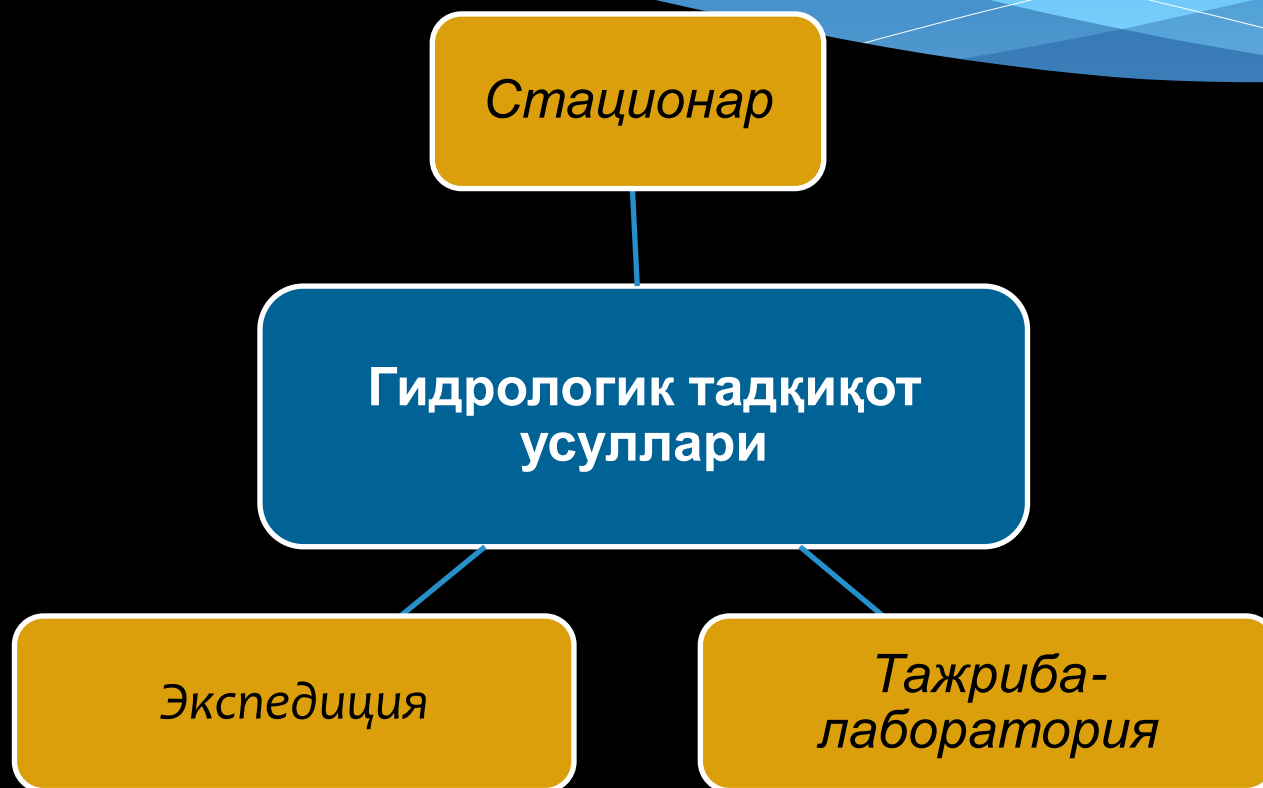 Стационар
Гидрологик тадқиқот
усуллари
Экспедиция
Тажриба-
лаборатория